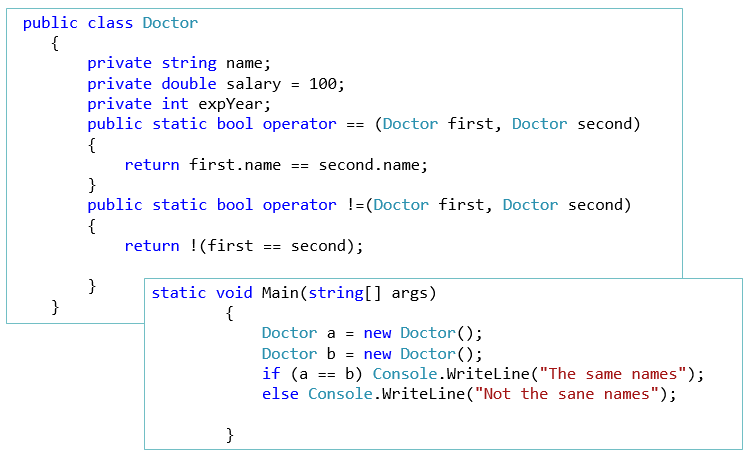 public class Doctor
{
private string name;
private double salary = 100;
private int expYear;
public static bool operator == (Doctor first, Doctor second)
{
return first.name == second.name;
}
public static bool operator !=(Doctor first, Doctor second)
{
return !(first == second);
}
}
static void Main(string[] args)
{
Doctor a = new Doctor();
Doctor b = new Doctor();
if (a == b) Console.WriteLine("The same names");
else Console.WriteLine("Not the sane names");
}